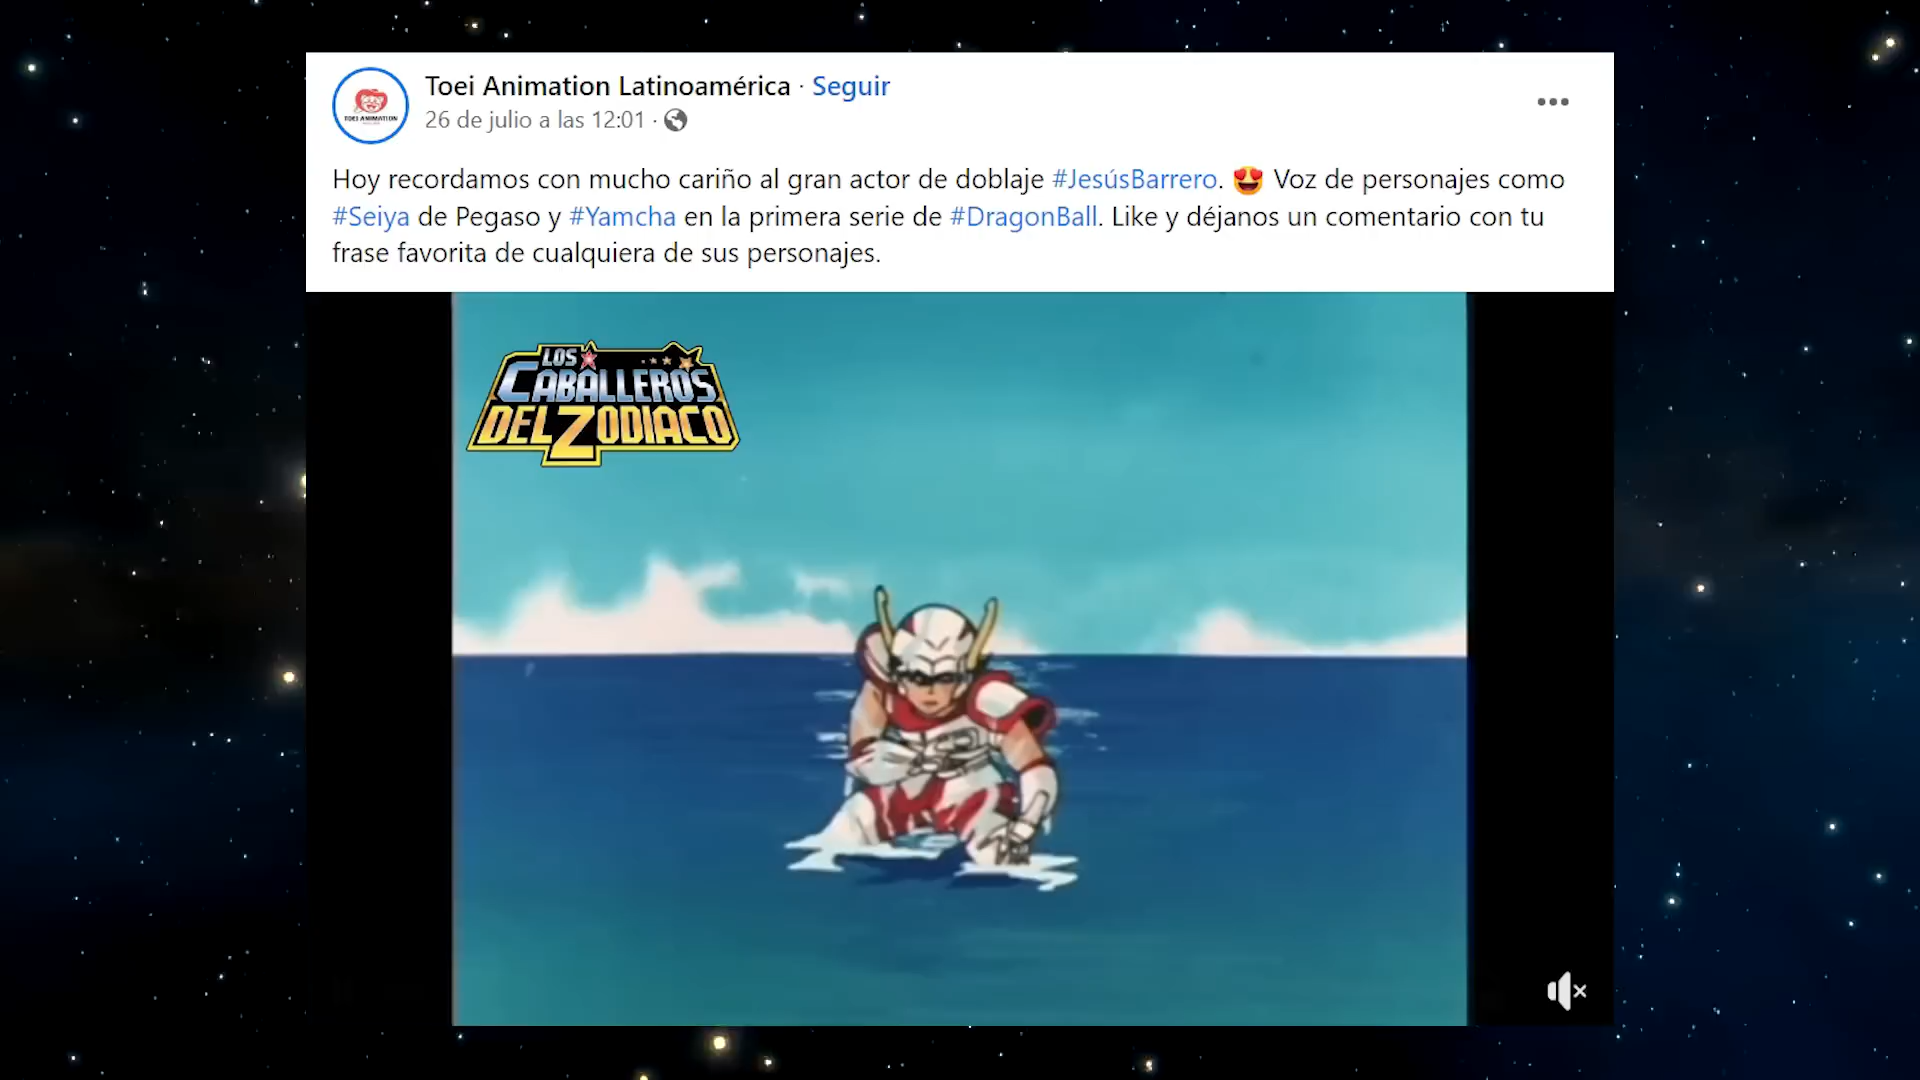 Toei Animation Latinoamérica · Seguir
26 de julio a las 12:01 ·
TOEI ANIMATION
Hoy recordamos con mucho cariño al gran actor de doblaje #JesúsBarrero. 😍 Voz de personajes como
#Seiya de Pegaso y #Yamcha en la primera serie de #DragonBall. Like y déjanos un comentario con tu
frase favorita de cualquiera de sus personajes.
LOS
CABALLEROS
DEL ZODIACO